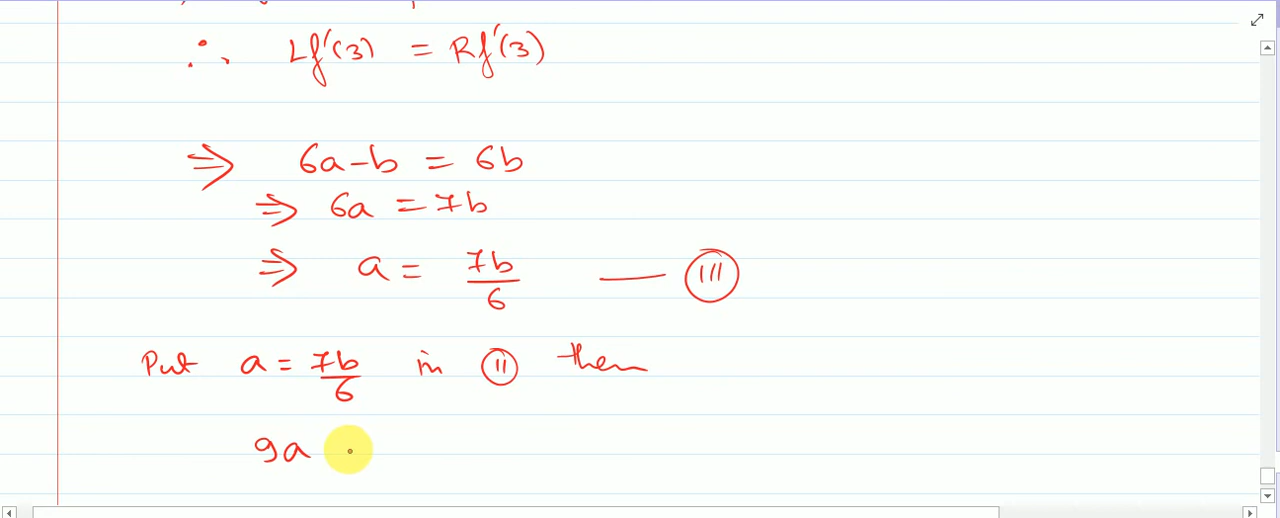 ∴ Lf'(3) = Rf'(3)
⇒ 6a-b = 6b
⇒ 6a = 7b
⇒ a = 7b/6 — (III)
Put a = 7b/6 in (II) then
9a